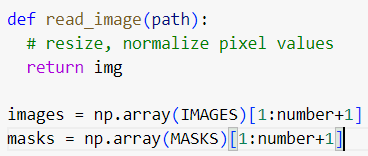 def read_image(path):
  # resize, normalize pixel values
  return img

images = np.array(IMAGES)[1:number+1]
masks = np.array(MASKS)[1:number+1]